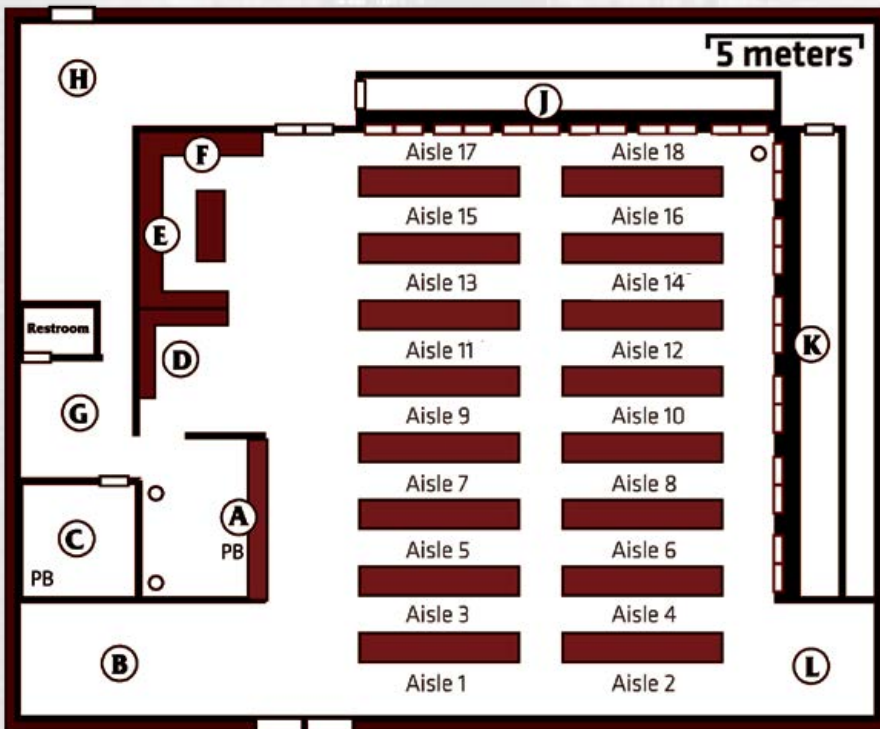 H
5 meters
J
F
Aisle 17
Aisle 18
E
Aisle 15
Aisle 16
Aisle 13
Aisle 14
Restroom
D
Aisle 11
Aisle 12
K
G
Aisle 9
Aisle 10
Aisle 7
Aisle 8
A
C
PB
PB
Aisle 5
Aisle 6
Aisle 3
Aisle 4
B
L
Aisle 1
Aisle 2